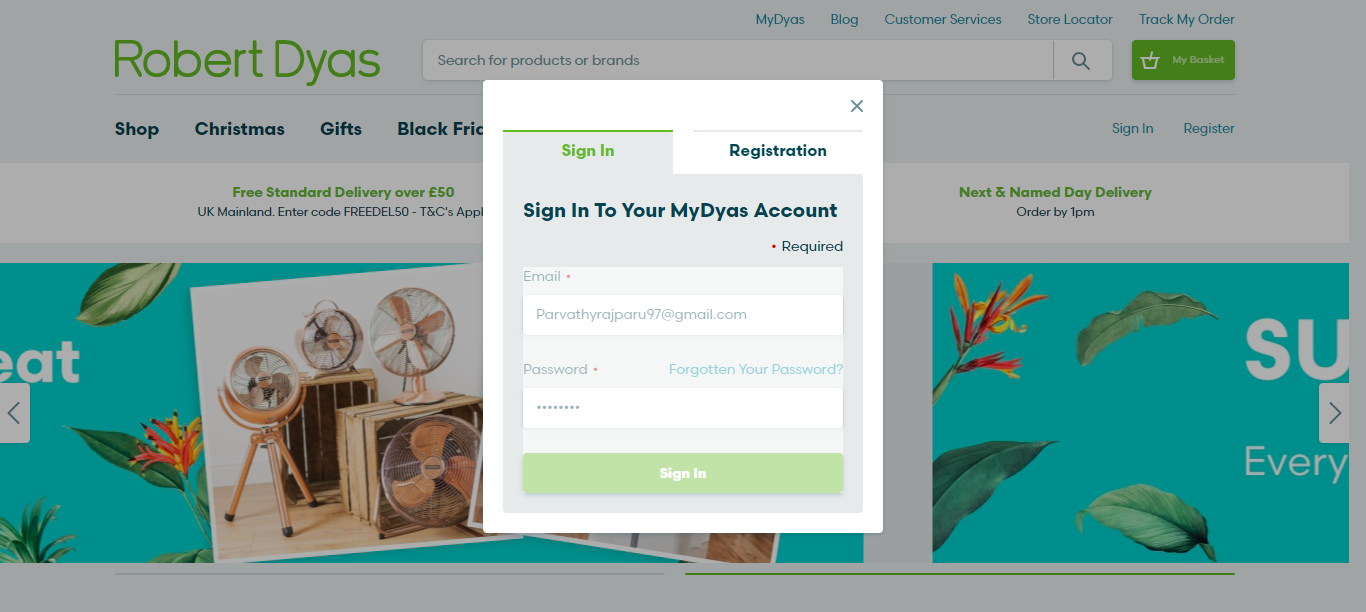 MyDyas Blog Customer Services Store Locator Track My Order
Robert Dyas
Search for products or brands
My Basket
Shop Christmas Gifts Black Frid
Sign In Register
Free Standard Delivery over £50
UK Mainland. Enter code FREEDEL50 - T&C's Appl
Next & Named Day Delivery
Order by 1pm
Sign In Registration
Sign In To Your MyDyas Account
• Required
Email •
Parvathyrajparu97@gmail.com
Password • Forgotten Your Password?
••••••••
Sign In
eat
SU
Every